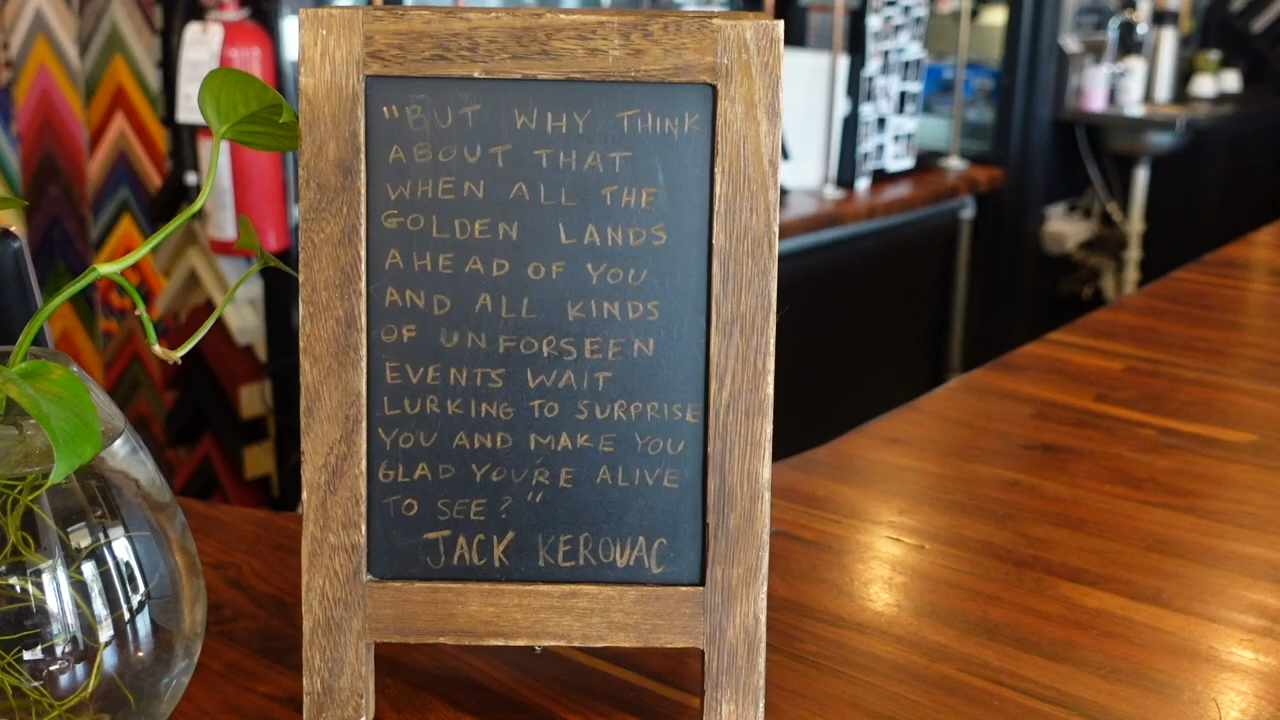 "BUT WHY THINK
ABOUT THAT
WHEN ALL THE
GOLDEN LANDS
AHEAD OF YOU
AND ALL KINDS
OF UNFORSEEN
EVENTS WAIT
LURKING TO SURPRISE
YOU AND MAKE YOU
GLAD YOU'RE ALIVE
TO SEE?"
JACK KEROUAC